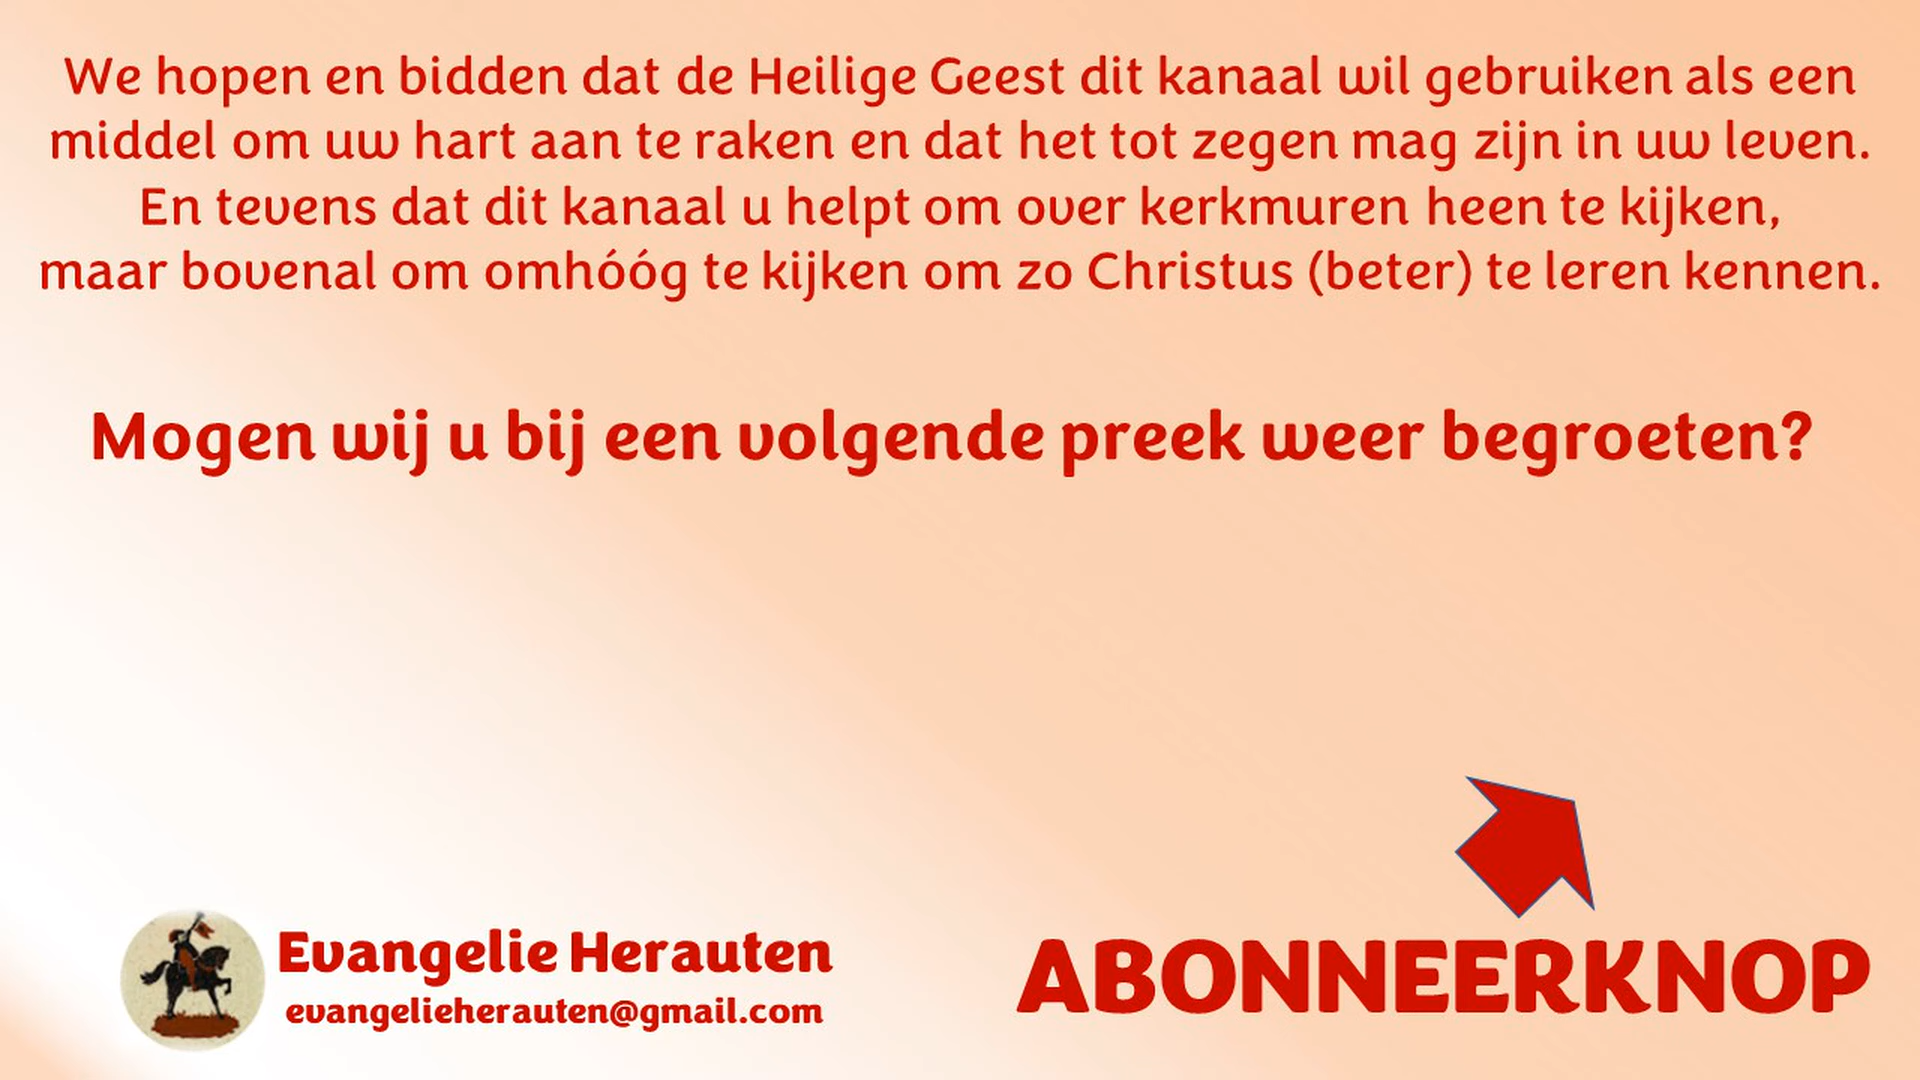 We hopen en bidden dat de Heilige Geest dit kanaal wil gebruiken als een
middel om uw hart aan te raken en dat het tot zegen mag zijn in uw leven.
En tevens dat dit kanaal u helpt om over kerkmuren heen te kijken,
maar bovenal om omhóóg te kijken om zo Christus (beter) te leren kennen.
Mogen wij u bij een volgende preek weer begroeten?
Evangelie Herauten
evangelieherauten@gmail.com
ABONNEERKNOP